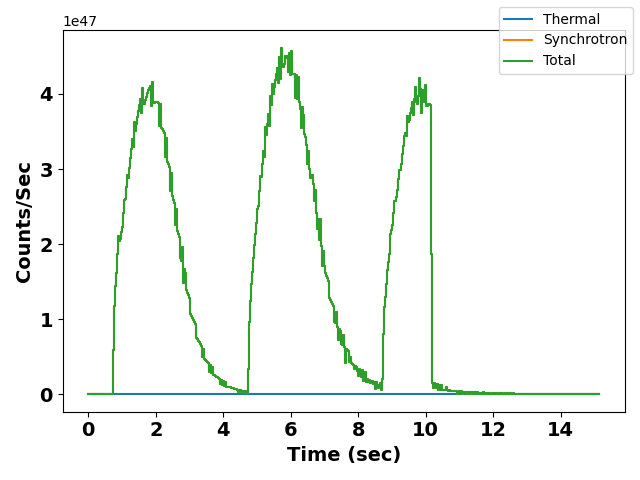 1e47
Thermal
Synchrotron
Total
Counts/Sec
4
3
2
1
0
0 2 4 6 8 10 12 14
Time (sec)